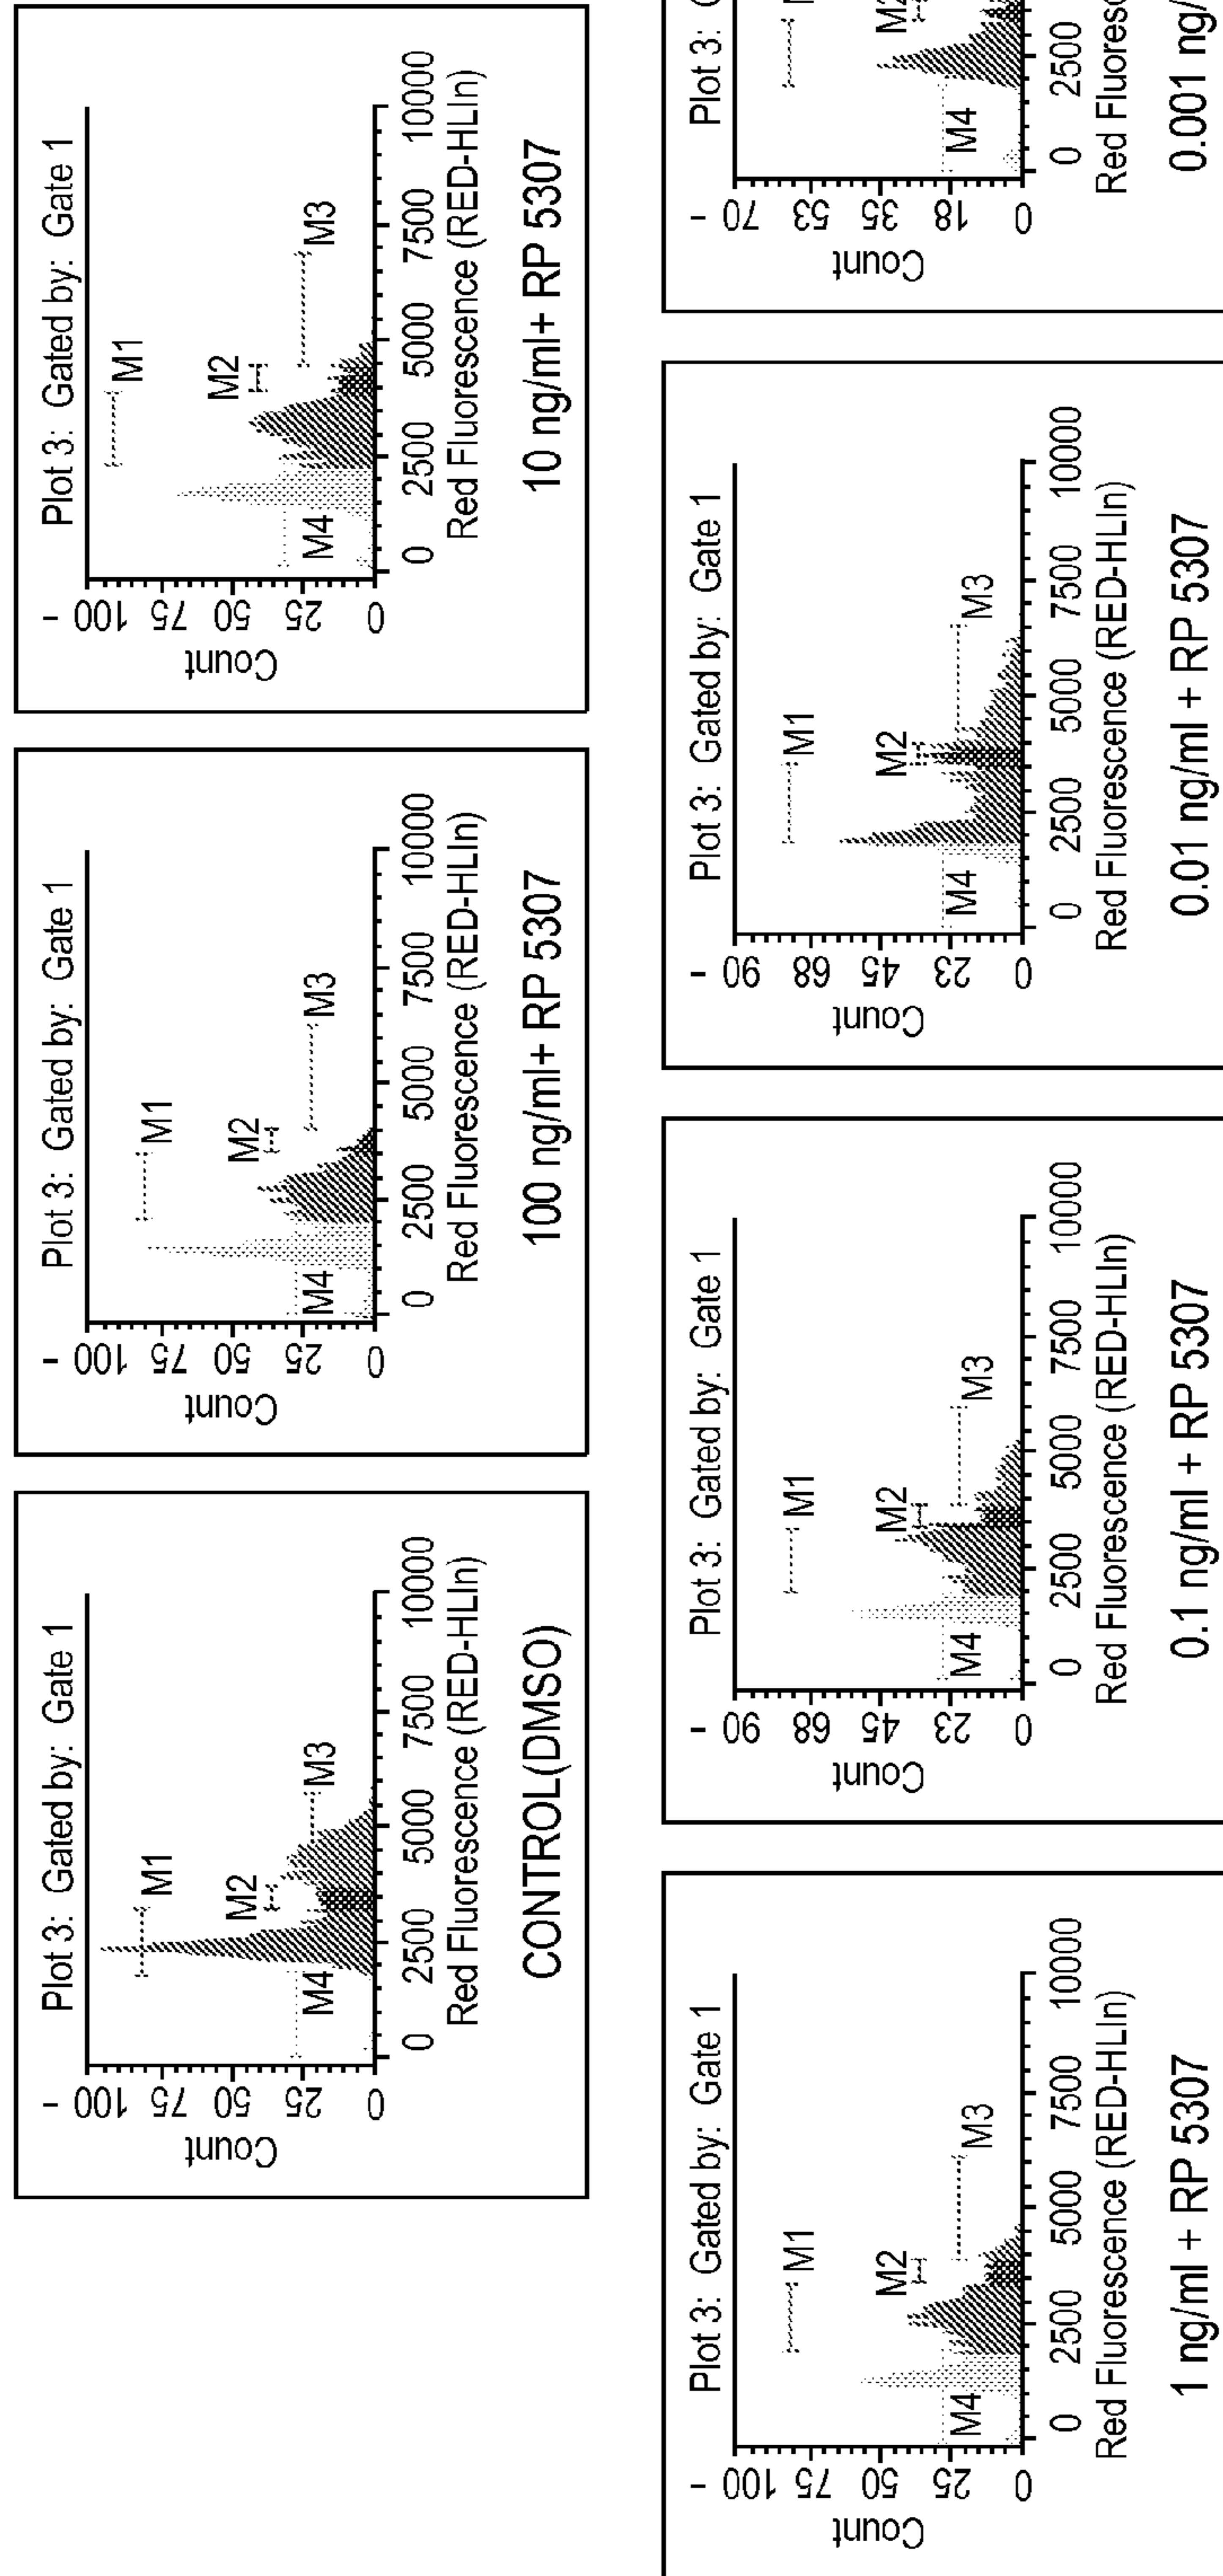 Plot 3: Gated by: Gate 1
- 100
75
50
25
0
Count
M1
M2
M3
M4
0 2500 5000 7500 10000
Red Fluorescence (RED-HLIn)
CONTROL(DMSO)
Plot 3: Gated by: Gate 1
- 100
75
50
25
0
Count
M1
M2
M3
M4
0 2500 5000 7500 10000
Red Fluorescence (RED-HLIn)
100 ng/ml+ RP 5307
Plot 3: Gated by: Gate 1
- 100
75
50
25
0
Count
M1
M2
M3
M4
0 2500 5000 7500 10000
Red Fluorescence (RED-HLIn)
10 ng/ml+ RP 5307
Plot 3: Gated by: Gate 1
- 100
75
50
25
0
Count
M1
M2
M3
M4
0 2500 5000 7500 10000
Red Fluorescence (RED-HLIn)
1 ng/ml + RP 5307
Plot 3: Gated by: Gate 1
- 90
68
45
23
0
Count
M1
M2
M3
M4
0 2500 5000 7500 10000
Red Fluorescence (RED-HLIn)
0.1 ng/ml + RP 5307
Plot 3: Gated by: Gate 1
- 90
68
45
23
0
Count
M1
M2
M3
M4
0 2500 5000 7500 10000
Red Fluorescence (RED-HLIn)
0.01 ng/ml + RP 5307
Plot 3:
- 70
53
35
18
0
Count
M2
M4
0 2500
Red Fluoresc
0.001 ng/